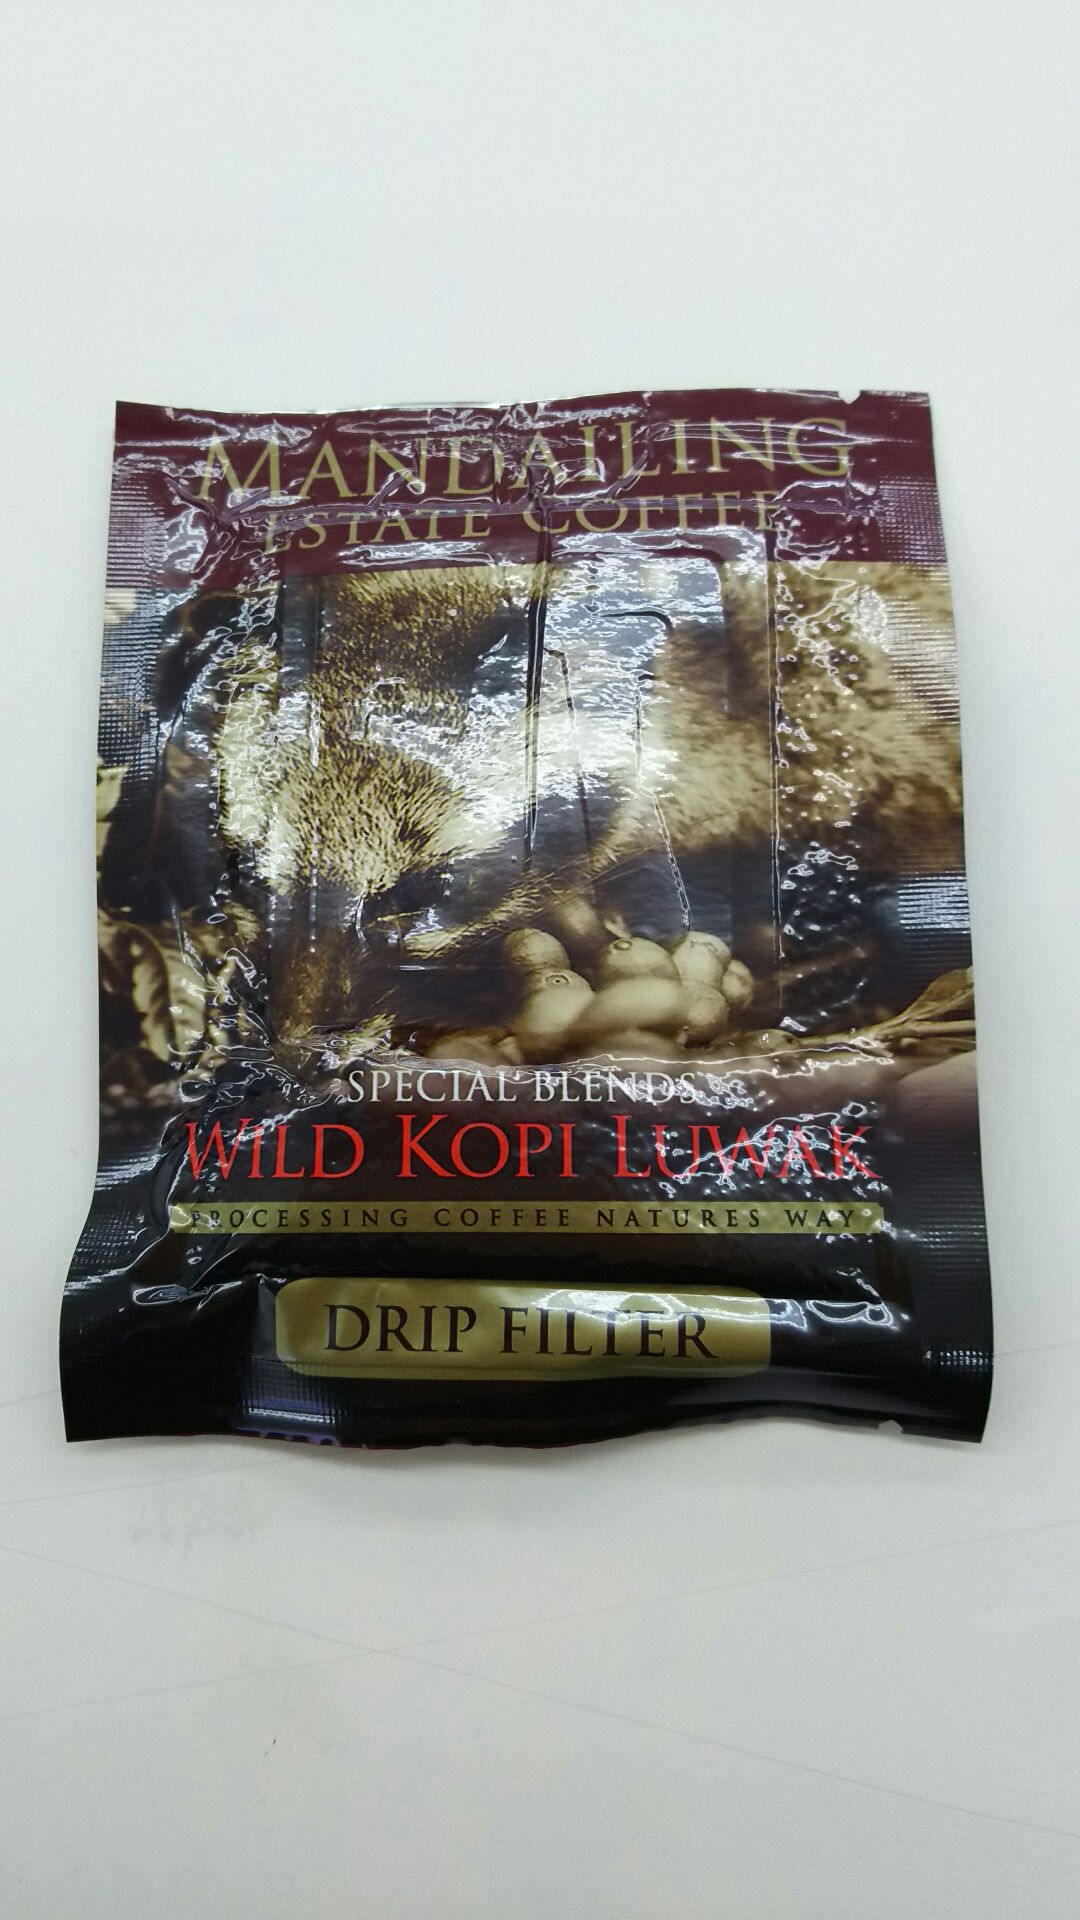 MANDAILING
ESTATE COFFEE
SPECIAL BLENDS
WILD KOPI LUWAK
PROCESSING COFFEE NATURES WAY
DRIP FILTER